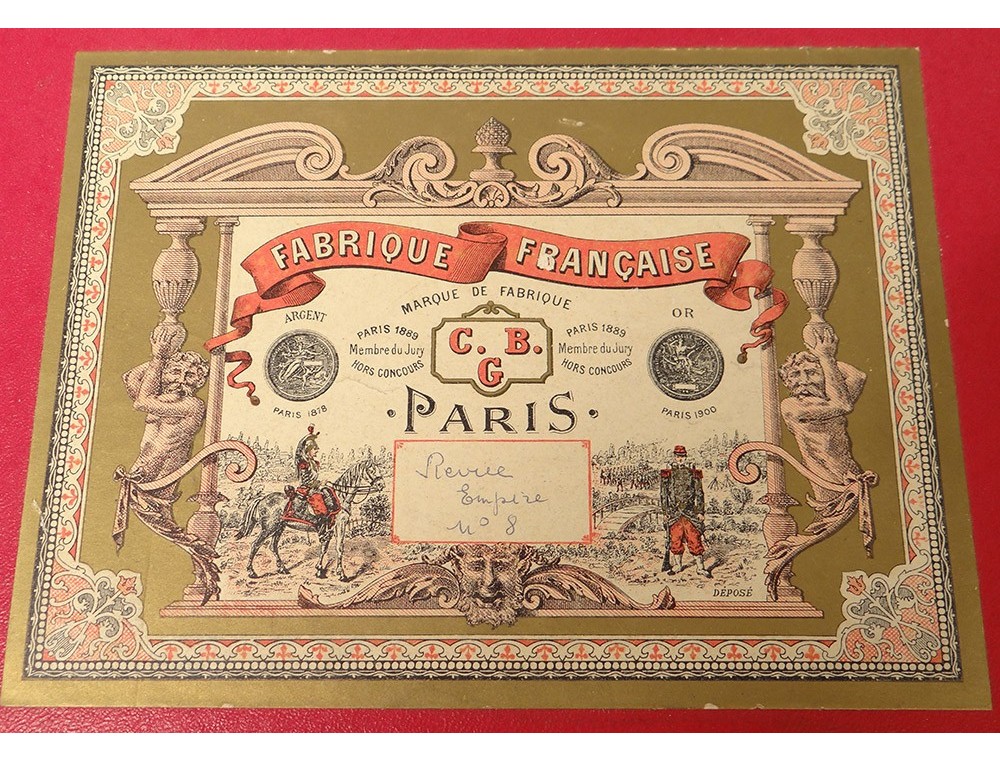 FABRIQUE FRANÇAISE
MARQUE DE FABRIQUE
ARGENT
PARIS 1878
PARIS 1889
Membre du Jury
HORS CONCOURS
C. B.
G
PARIS 1889
Membre du Jury
HORS CONCOURS
OR
PARIS 1900
· PARIS ·
Revue
Empire
N° 8
DÉPOSÉ